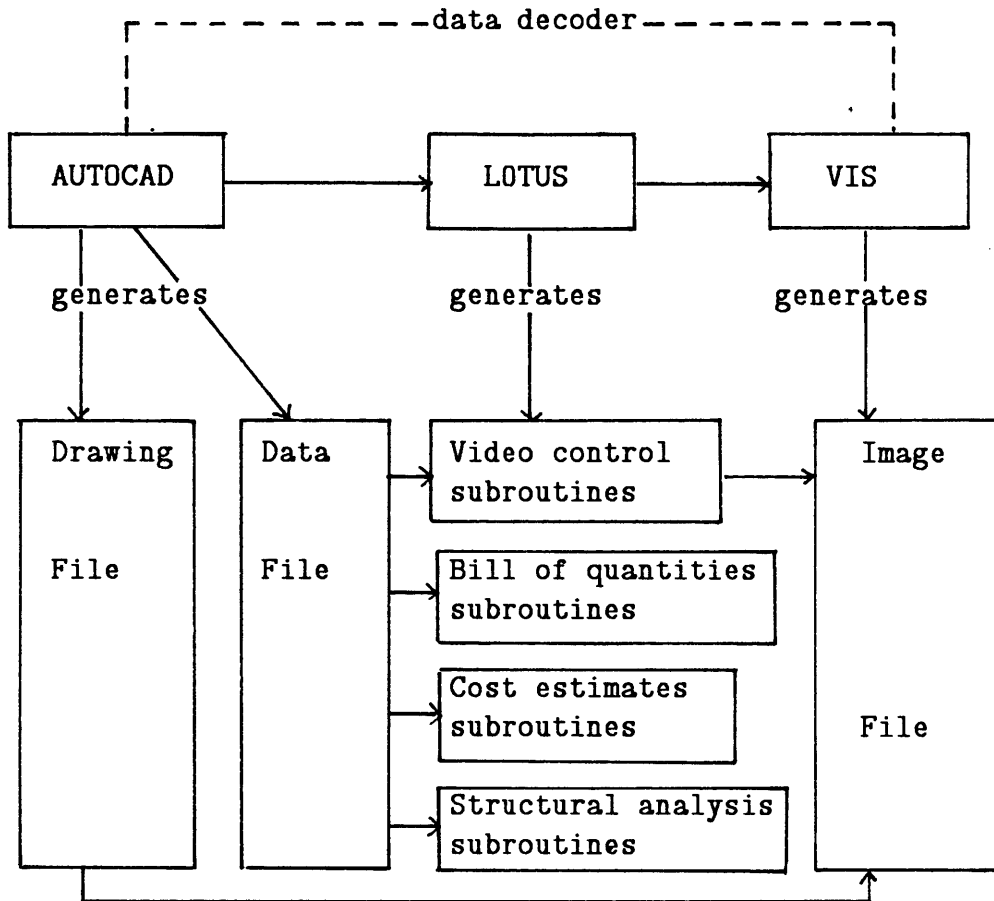 data decoder
AUTOCAD
LOTUS
VIS
generates
generates
generates
Drawing
File
Data
File
Video control
subroutines
Bill of quantities
subroutines
Cost estimates
subroutines
Structural analysis
subroutines
Image
File